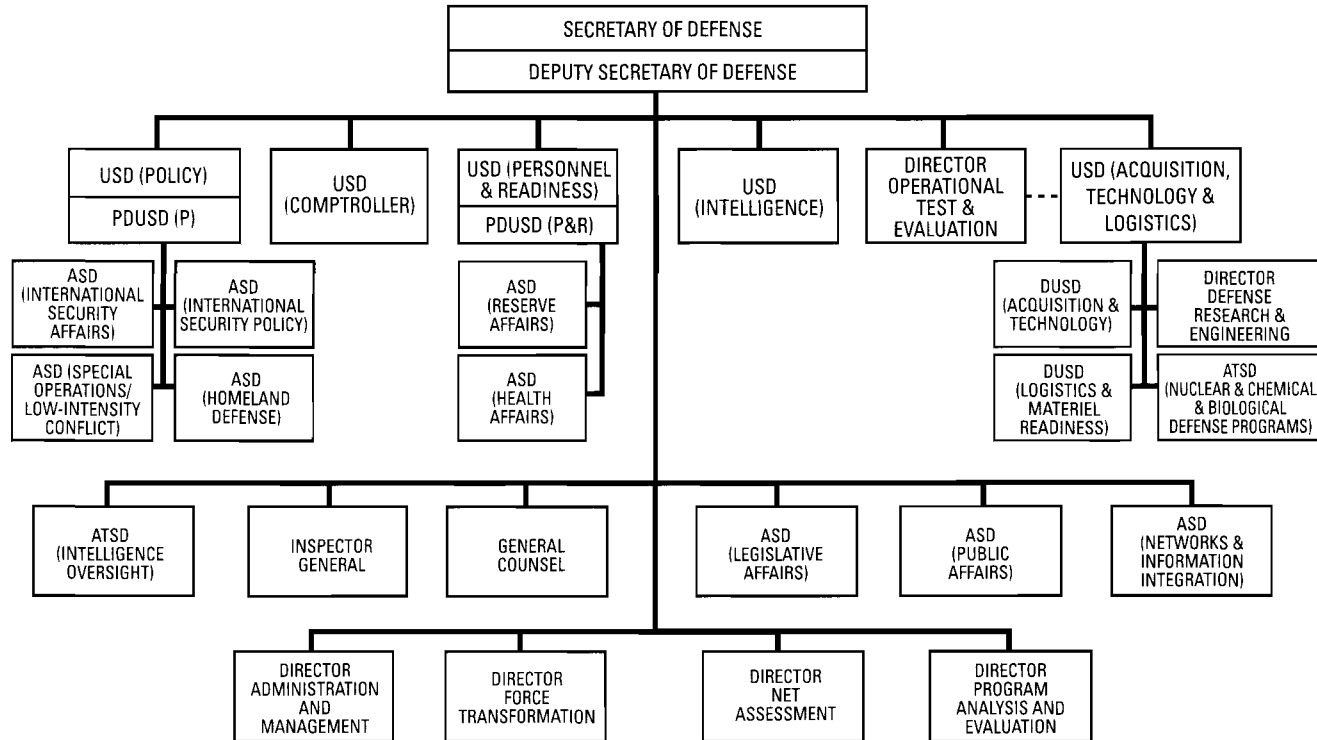 SECRETARY OF DEFENSE
DEPUTY SECRETARY OF DEFENSE
USD (POLICY)
PDUSD (P)
USD
(COMPTROLLER)
USD (PERSONNEL
& READINESS)
PDUSD (P&R)
USD
(INTELLIGENCE)
DIRECTOR
OPERATIONAL
TEST &
EVALUATION
USD (ACQUISITION,
TECHNOLOGY &
LOGISTICS)
ASD
(INTERNATIONAL
SECURITY
AFFAIRS)
ASD
(INTERNATIONAL
SECURITY POLICY)
ASD (SPECIAL
OPERATIONS/
LOW-INTENSITY
CONFLICT)
ASD
(HOMELAND
DEFENSE)
ASD
(RESERVE
AFFAIRS)
ASD
(HEALTH
AFFAIRS)
DUSD
(ACQUISITION &
TECHNOLOGY)
DIRECTOR
DEFENSE
RESEARCH &
ENGINEERING
DUSD
(LOGISTICS &
MATERIEL
READINESS)
ATSD
(NUCLEAR & CHEMICAL
& BIOLOGICAL
DEFENSE PROGRAMS)
ATSD
(INTELLIGENCE
OVERSIGHT)
INSPECTOR
GENERAL
GENERAL
COUNSEL
ASD
(LEGISLATIVE
AFFAIRS)
ASD
(PUBLIC
AFFAIRS)
ASD
(NETWORKS &
INFORMATION
INTEGRATION)
DIRECTOR
ADMINISTRATION
AND
MANAGEMENT
DIRECTOR
FORCE
TRANSFORMATION
DIRECTOR
NET
ASSESSMENT
DIRECTOR
PROGRAM
ANALYSIS AND
EVALUATION